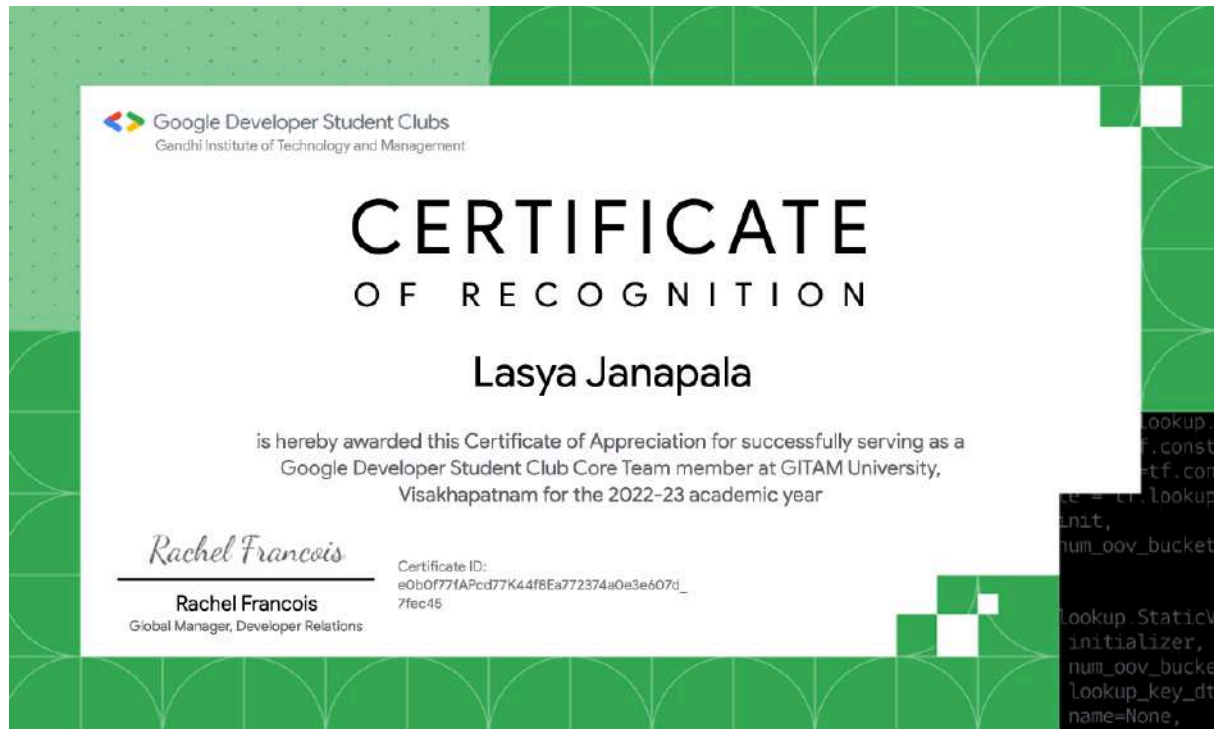 Google Developer Student Clubs
Gandhi Institute of Technology and Management
CERTIFICATE
OF RECOGNITION
Lasya Janapala
is hereby awarded this Certificate of Appreciation for successfully serving as a
Google Developer Student Club Core Team member at GITAM University,
Visakhapatnam for the 2022-23 academic year
Rachel Francois
Rachel Francois
Global Manager, Developer Relations
Certificate ID:
e0b0f77fAPcd77K44f8Ea772374a0e3e607d_
7fec45
lookup.
f.const
=tf.con
= tf.lookup
init,
num_oov_bucket
lookup.StaticV
initializer,
num_oov_bucke
lookup_key_dt
name=None,